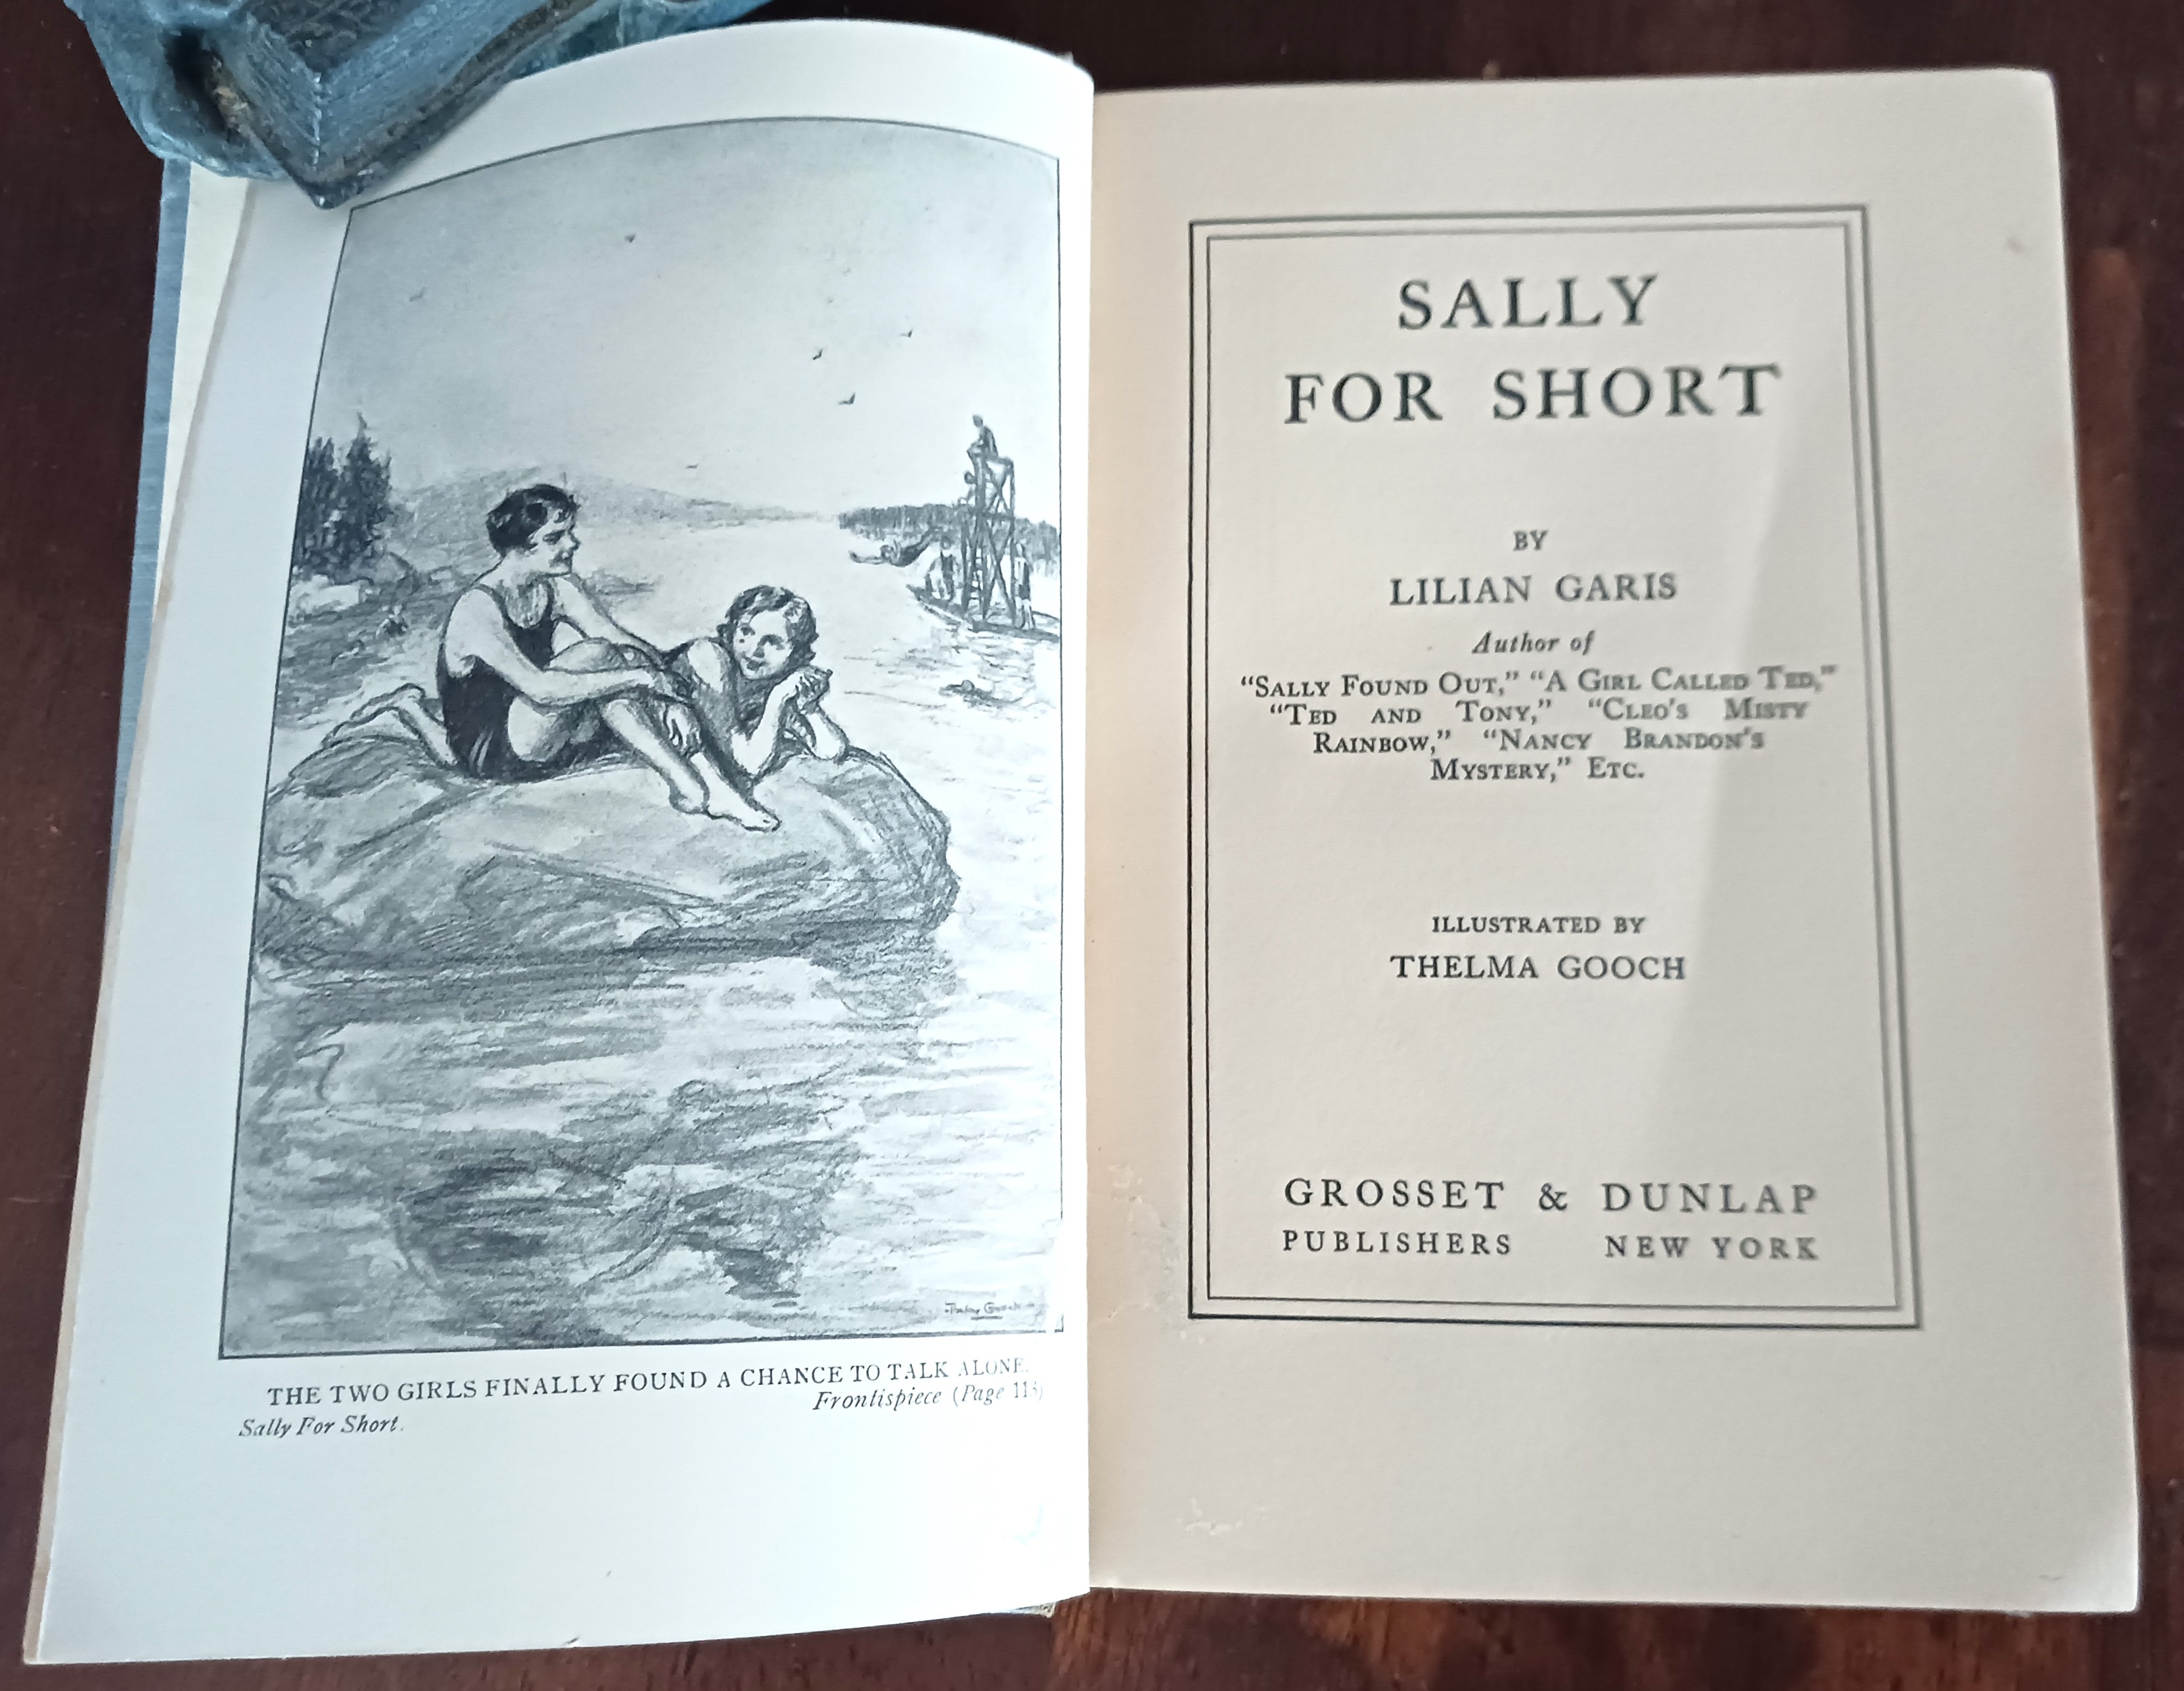 THE TWO GIRLS FINALLY FOUND A CHANCE TO TALK ALONE.
Sally For Short.
Frontispiece (Page
SALLY
FOR SHORT
BY
LILIAN GARIS
Author of
“SALLY FOUND OUT,” “A GIRL CALLED TED,”
“TED AND TONY,” “CLEO'S MISTY
RAINBOW,” “NANCY BRANDON'S
MYSTERY,” ETC.
ILLUSTRATED BY
THELMA GOOCH
GROSSET & DUNLAP
PUBLISHERS NEW YORK